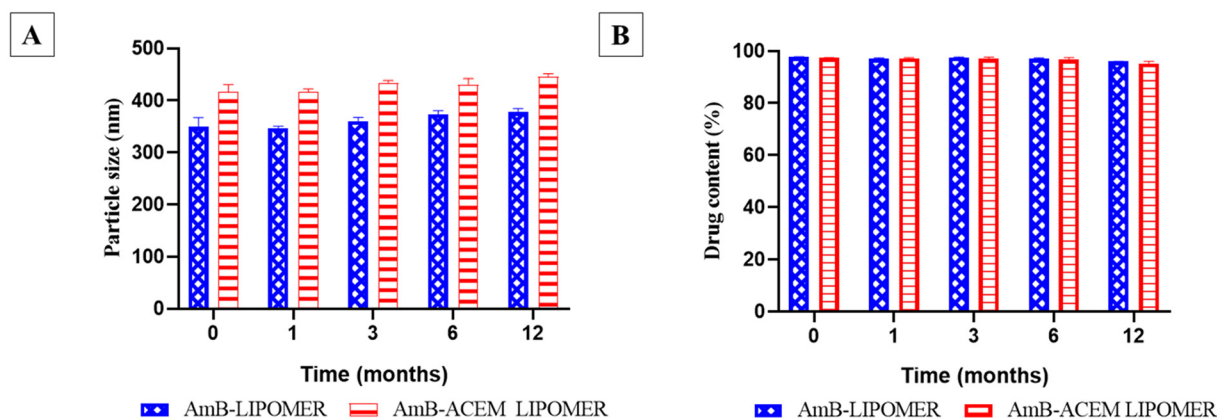 A
Particle size (nm)
500
400
300
200
100
0
0 1 3 6 12
Time (months)
AmB-LIPOMER AmB-ACEM LIPOMER
B
Drug content (%)
100
80
60
40
20
0
0 1 3 6 12
Time (months)
AmB-LIPOMER AmB-ACEM LIPOMER